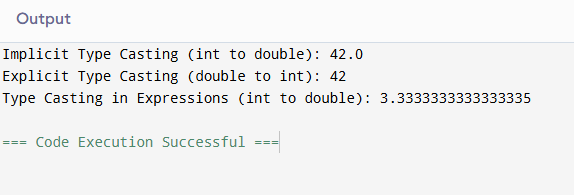 Output
Implicit Type Casting (int to double): 42.0
Explicit Type Casting (double to int): 42
Type Casting in Expressions (int to double): 3.3333333333333335
=== Code Execution Successful ===